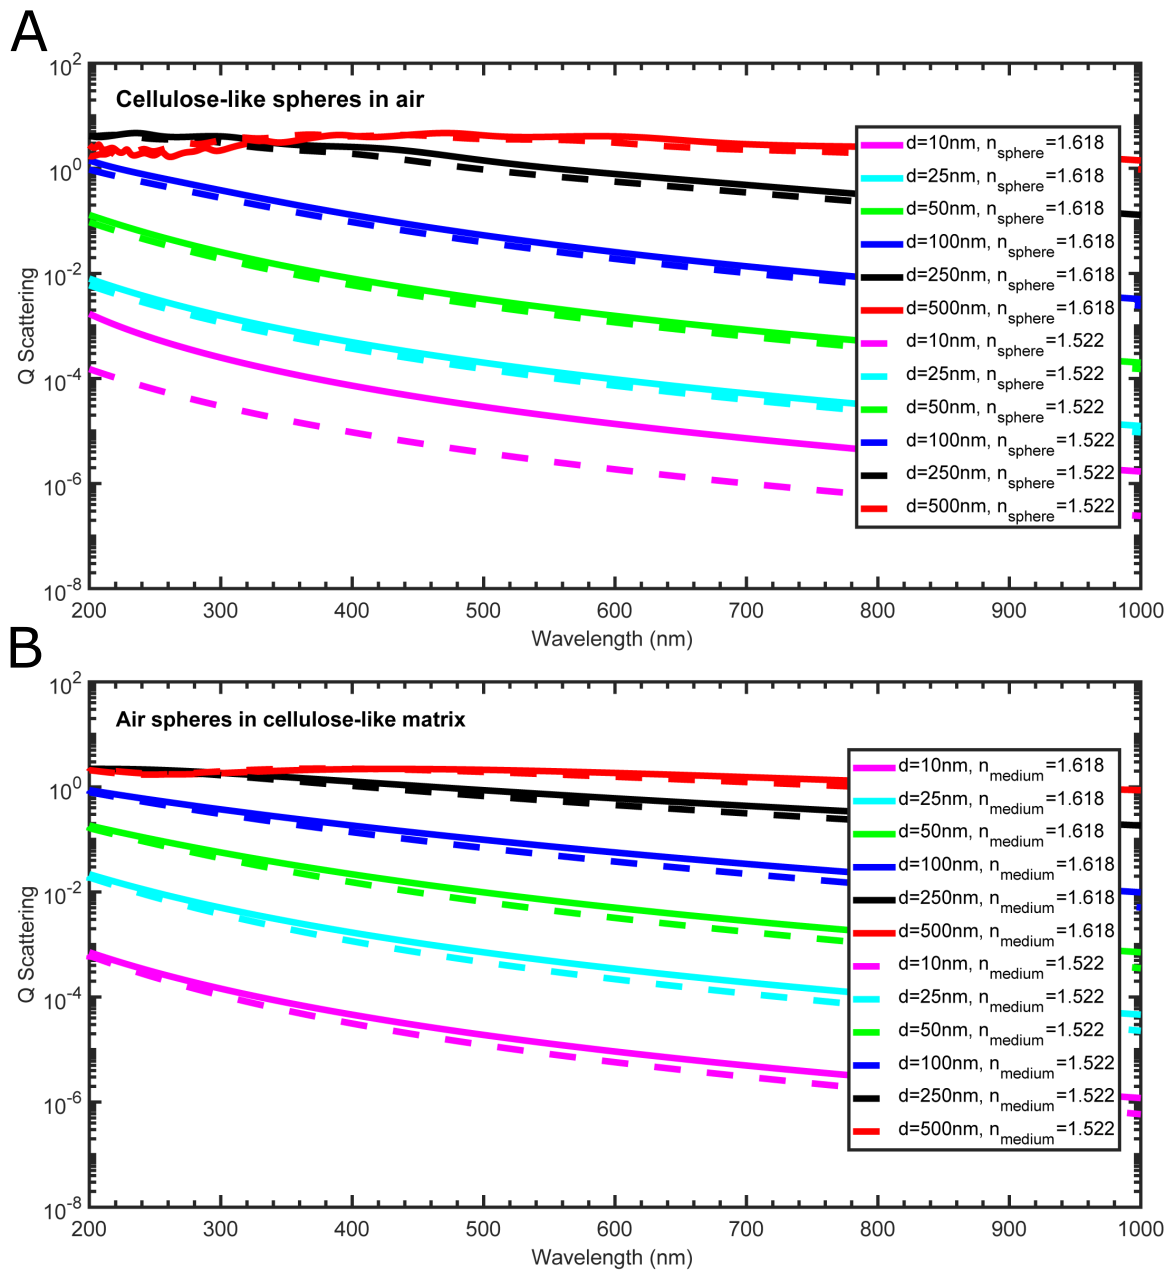 A
10^2
Cellulose-like spheres in air
10^0
10^-2
10^-4
10^-6
10^-8
Q Scattering
d=10nm, n_sphere=1.618
d=25nm, n_sphere=1.618
d=50nm, n_sphere=1.618
d=100nm, n_sphere=1.618
d=250nm, n_sphere=1.618
d=500nm, n_sphere=1.618
d=10nm, n_sphere=1.522
d=25nm, n_sphere=1.522
d=50nm, n_sphere=1.522
d=100nm, n_sphere=1.522
d=250nm, n_sphere=1.522
d=500nm, n_sphere=1.522
200 300 400 500 600 700 800 900 1000
Wavelength (nm)
B
10^2
Air spheres in cellulose-like matrix
10^0
10^-2
10^-4
10^-6
10^-8
Q Scattering
d=10nm, n_medium=1.618
d=25nm, n_medium=1.618
d=50nm, n_medium=1.618
d=100nm, n_medium=1.618
d=250nm, n_medium=1.618
d=500nm, n_medium=1.618
d=10nm, n_medium=1.522
d=25nm, n_medium=1.522
d=50nm, n_medium=1.522
d=100nm, n_medium=1.522
d=250nm, n_medium=1.522
d=500nm, n_medium=1.522
200 300 400 500 600 700 800 900 1000
Wavelength (nm)